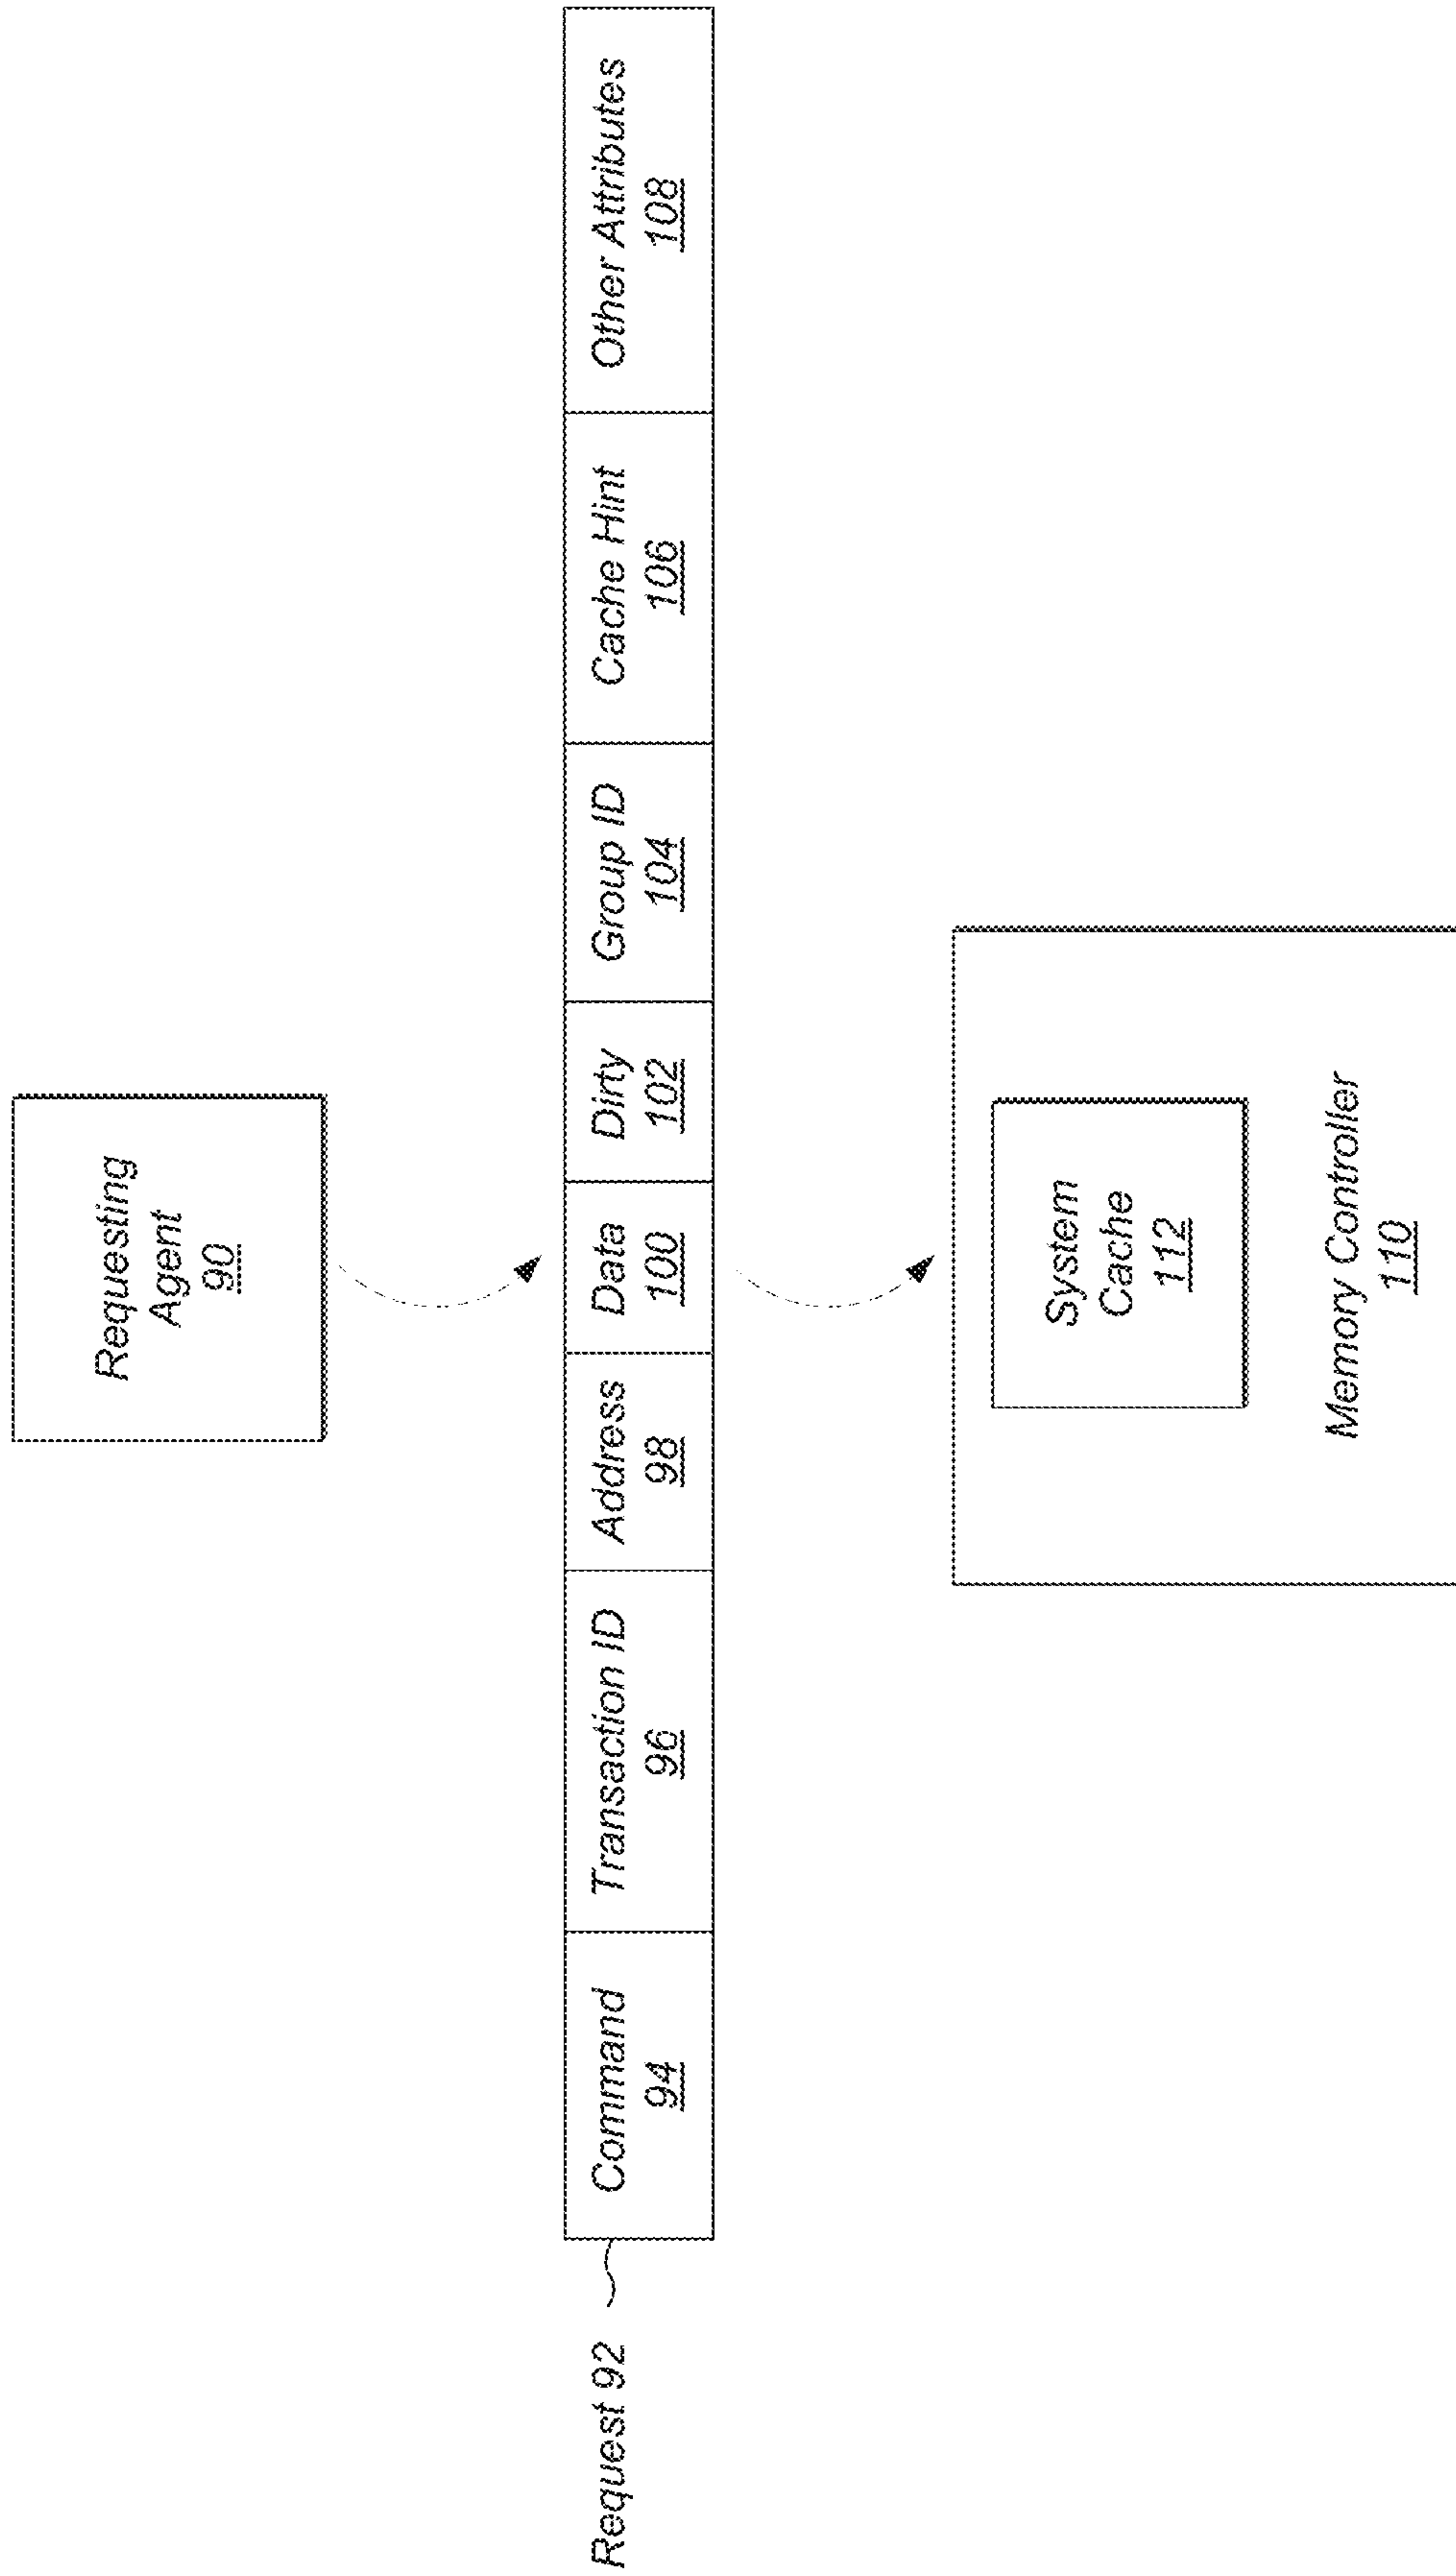 Requesting
Agent
90
Request 92
Command
94
Transaction ID
96
Address
98
Data
100
Dirty
102
Group ID
104
Cache Hint
106
Other Attributes
108
System
Cache
112
Memory Controller
110